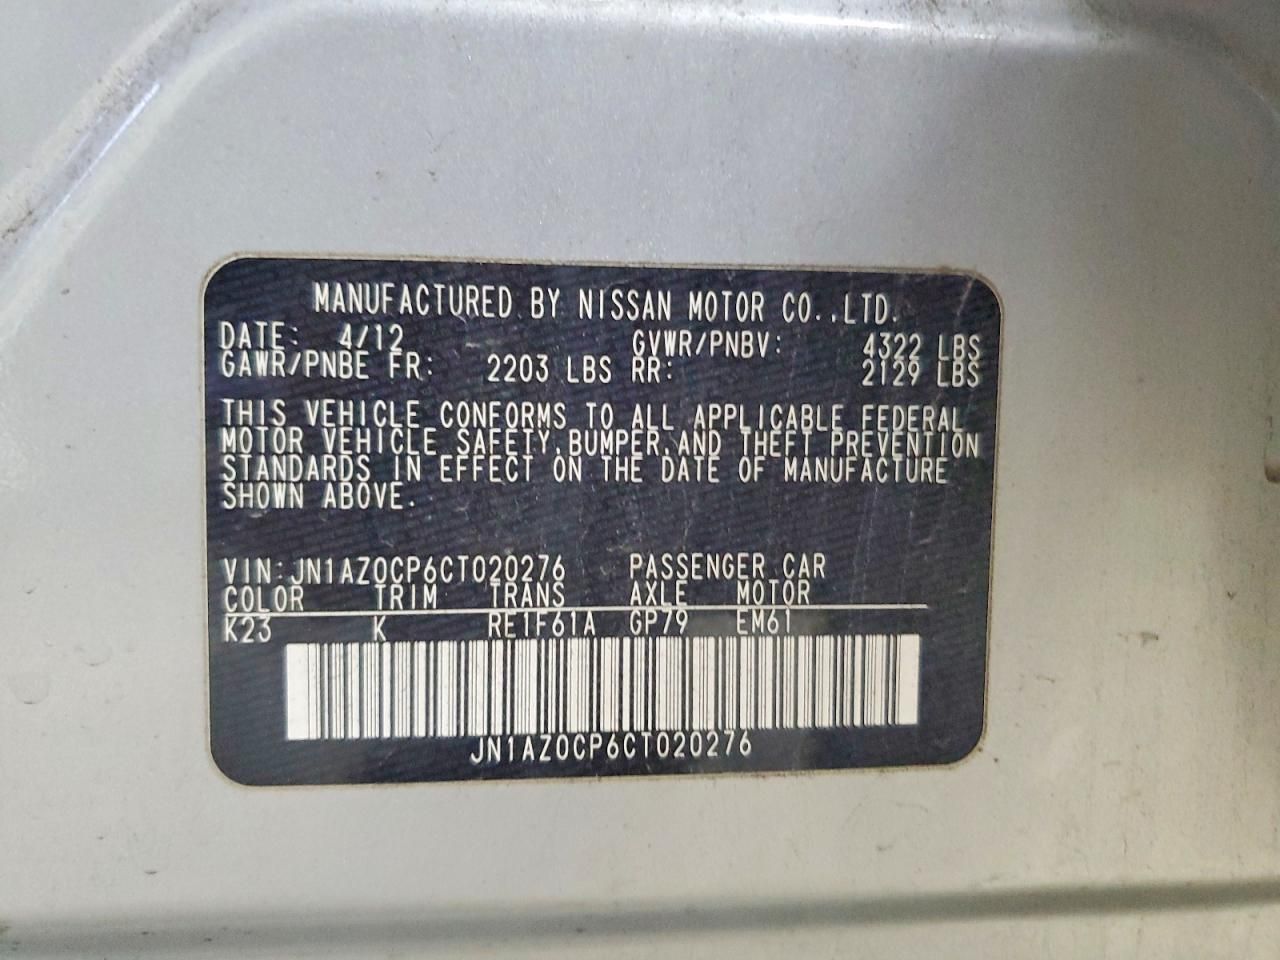 MANUFACTURED BY NISSAN MOTOR CO.,LTD.
DATE: 4/12 GVWR/PNBV: 4322 LBS
GAWR/PNBE FR: 2203 LBS RR: 2129 LBS
THIS VEHICLE CONFORMS TO ALL APPLICABLE FEDERAL
MOTOR VEHICLE SAFETY,BUMPER,AND THEFT PREVENTION
STANDARDS IN EFFECT ON THE DATE OF MANUFACTURE
SHOWN ABOVE.
VIN:JN1AZ0CP6CT020276 PASSENGER CAR
COLOR TRIM TRANS AXLE MOTOR
K23 K RE1F61A GP79 EM61
JN1AZ0CP6CT020276